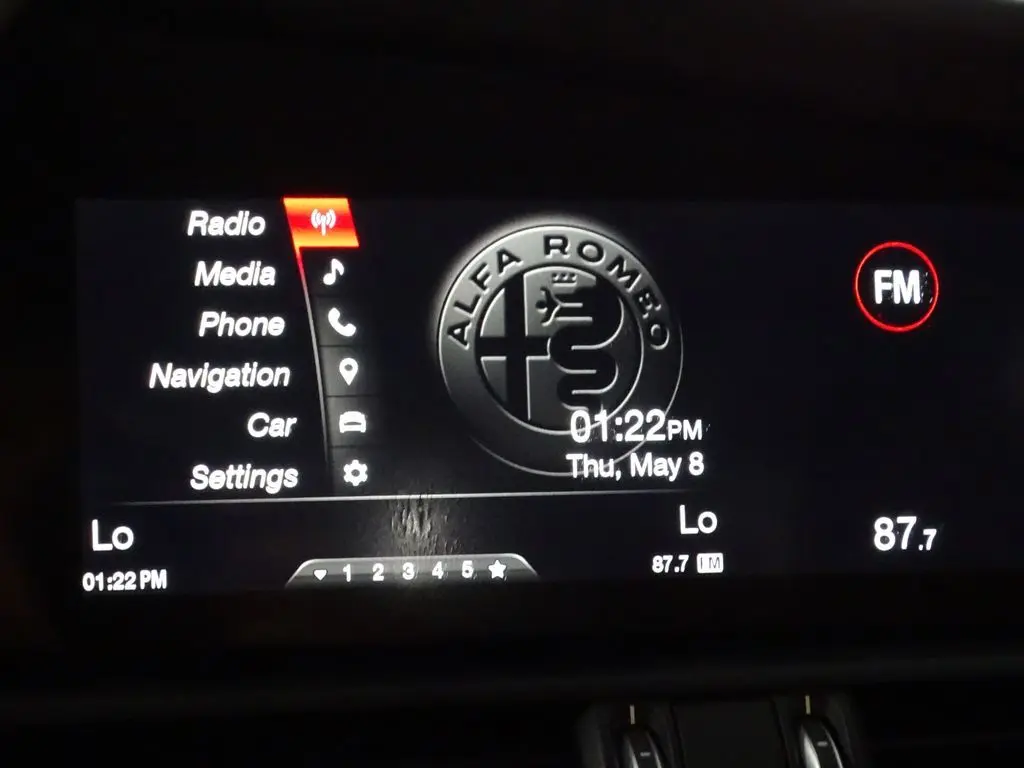 Radio
Media
Phone
Navigation
Car
Settings
ALFA ROMEO
01:22PM
Thu, May 8
FM
Lo
01:22 PM
1 2 3 4 5
Lo
87.7 FM
87.7